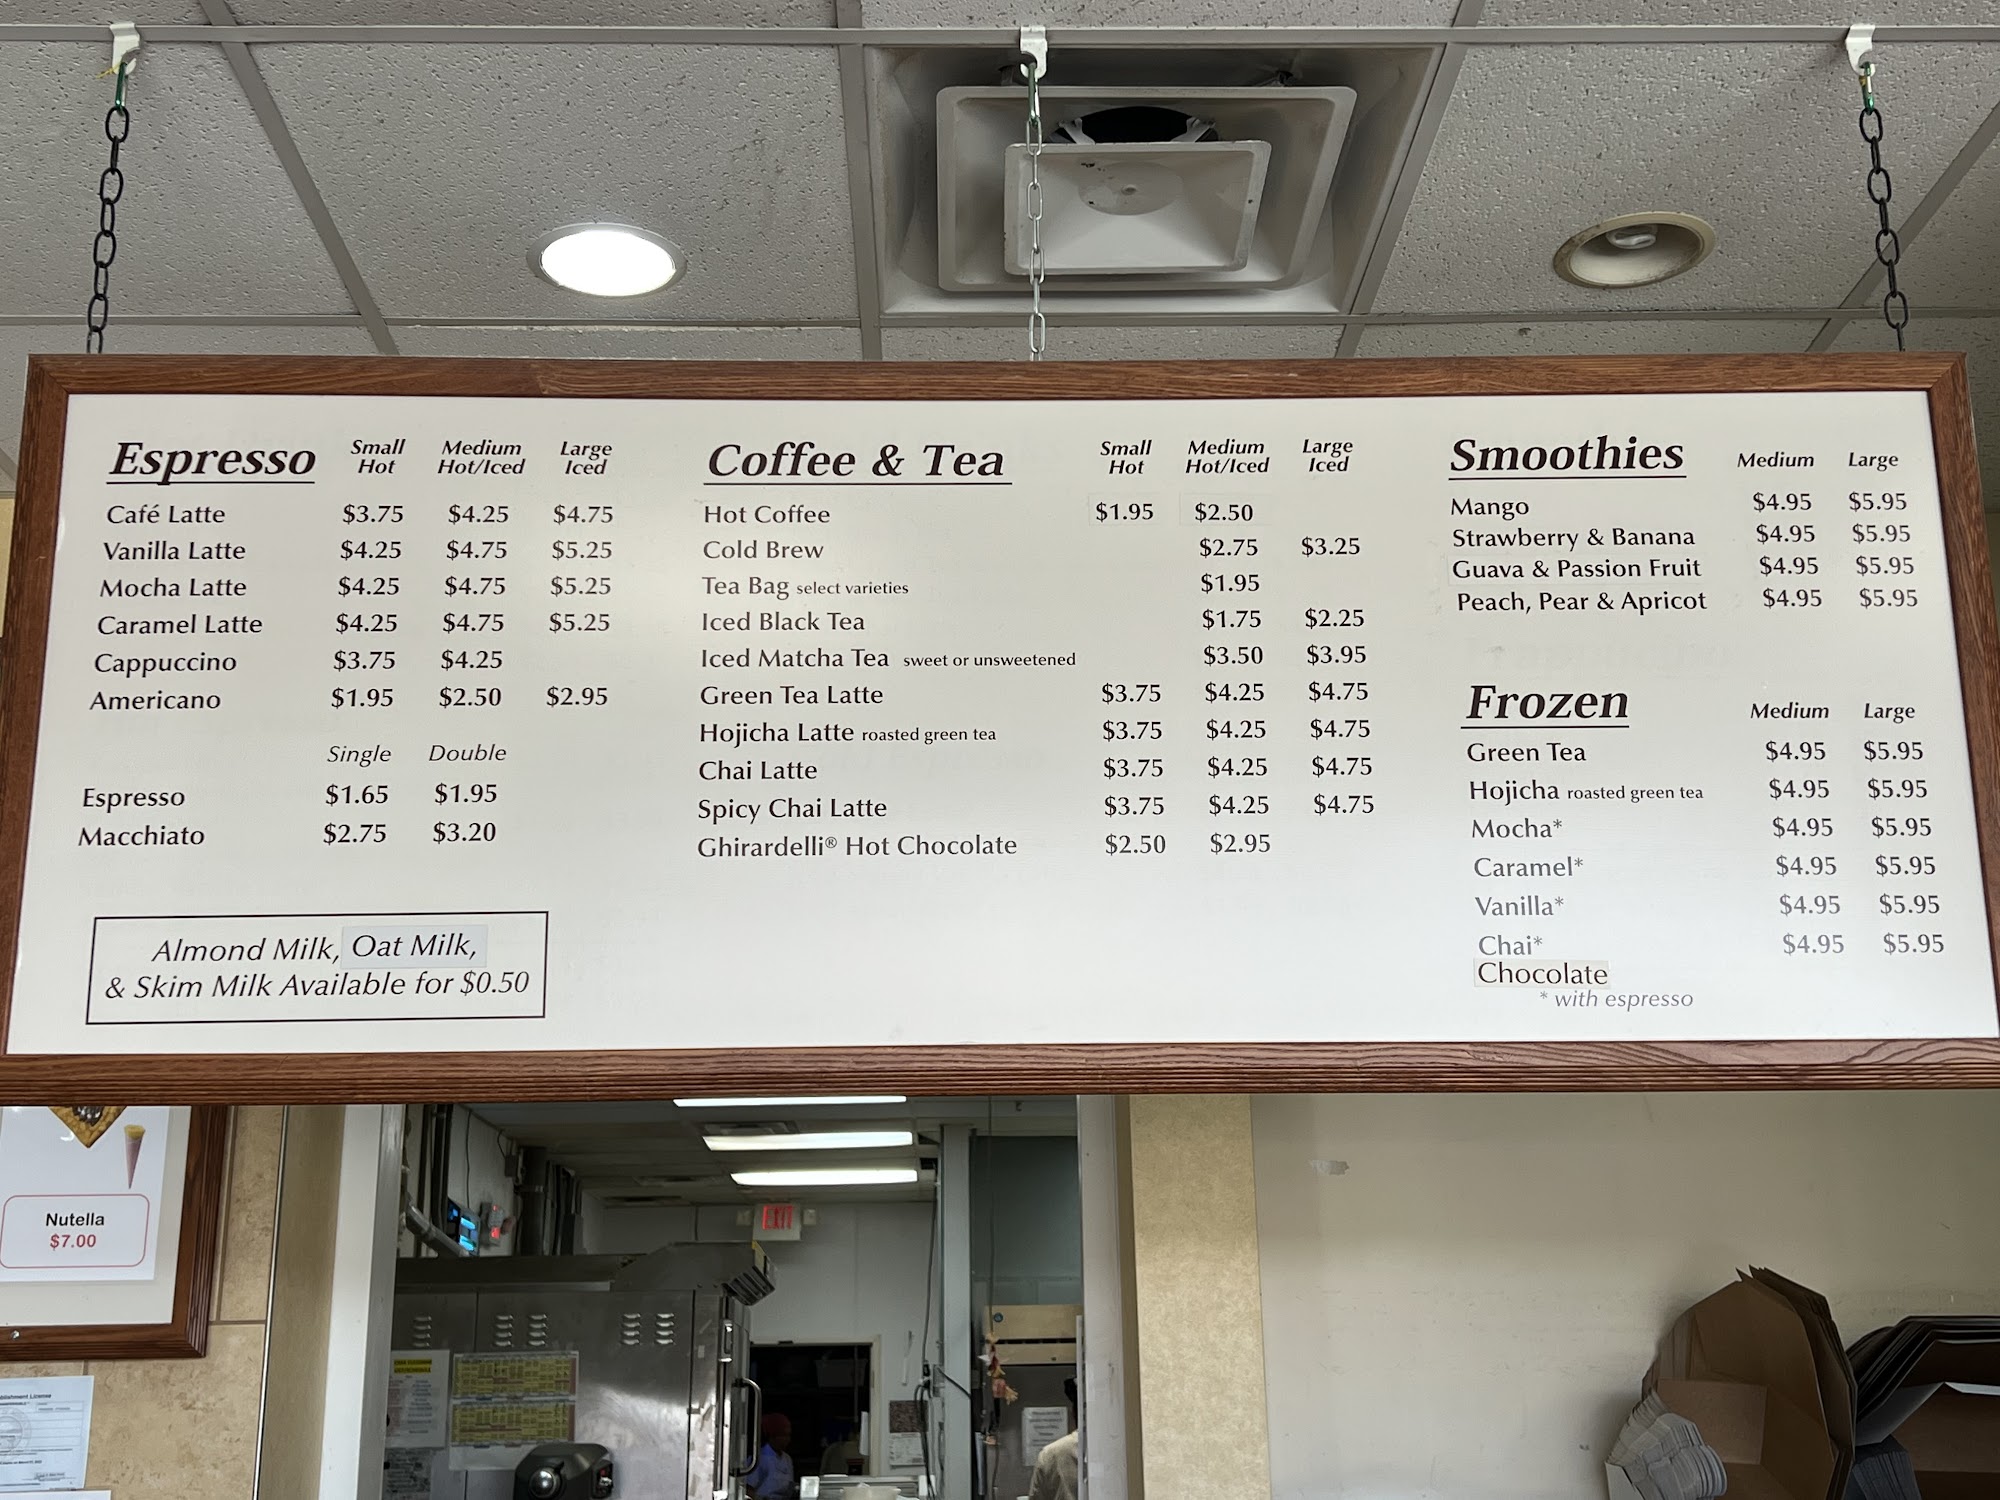 Espresso Small Hot Medium Hot/Iced Large Iced
Café Latte $3.75 $4.25 $4.75
Vanilla Latte $4.25 $4.75 $5.25
Mocha Latte $4.25 $4.75 $5.25
Caramel Latte $4.25 $4.75 $5.25
Cappuccino $3.75 $4.25
Americano $1.95 $2.50 $2.95
Single Double
Espresso $1.65 $1.95
Macchiato $2.75 $3.20
Almond Milk, Oat Milk,
& Skim Milk Available for $0.50
Coffee & Tea Small Hot Medium Hot/Iced Large Iced
Hot Coffee $1.95 $2.50
Cold Brew $2.75 $3.25
Tea Bag select varieties $1.95
Iced Black Tea $1.75 $2.25
Iced Matcha Tea sweet or unsweetened $3.50 $3.95
Green Tea Latte $3.75 $4.25 $4.75
Hojicha Latte roasted green tea $3.75 $4.25 $4.75
Chai Latte $3.75 $4.25 $4.75
Spicy Chai Latte $3.75 $4.25 $4.75
Ghirardelli® Hot Chocolate $2.50 $2.95
Smoothies Medium Large
Mango $4.95 $5.95
Strawberry & Banana $4.95 $5.95
Guava & Passion Fruit $4.95 $5.95
Peach, Pear & Apricot $4.95 $5.95
Frozen Medium Large
Green Tea $4.95 $5.95
Hojicha roasted green tea $4.95 $5.95
Mocha* $4.95 $5.95
Caramel* $4.95 $5.95
Vanilla* $4.95 $5.95
Chai* $4.95 $5.95
Chocolate
* with espresso
Nutella
$7.00
EXIT